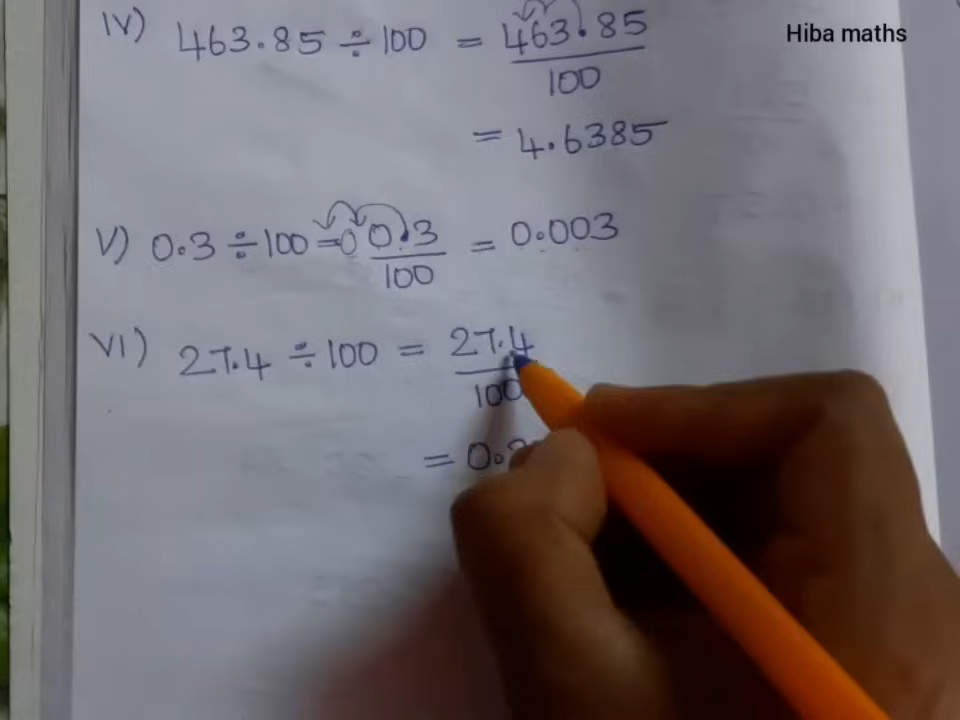 Hiba maths
IV) 463.85 ÷ 100 = 463.85
100
= 4.6385
V) 0.3 ÷ 100 = 0 0.3 = 0.003
100
VI) 27.4 ÷ 100 = 27.4
100
= 0.